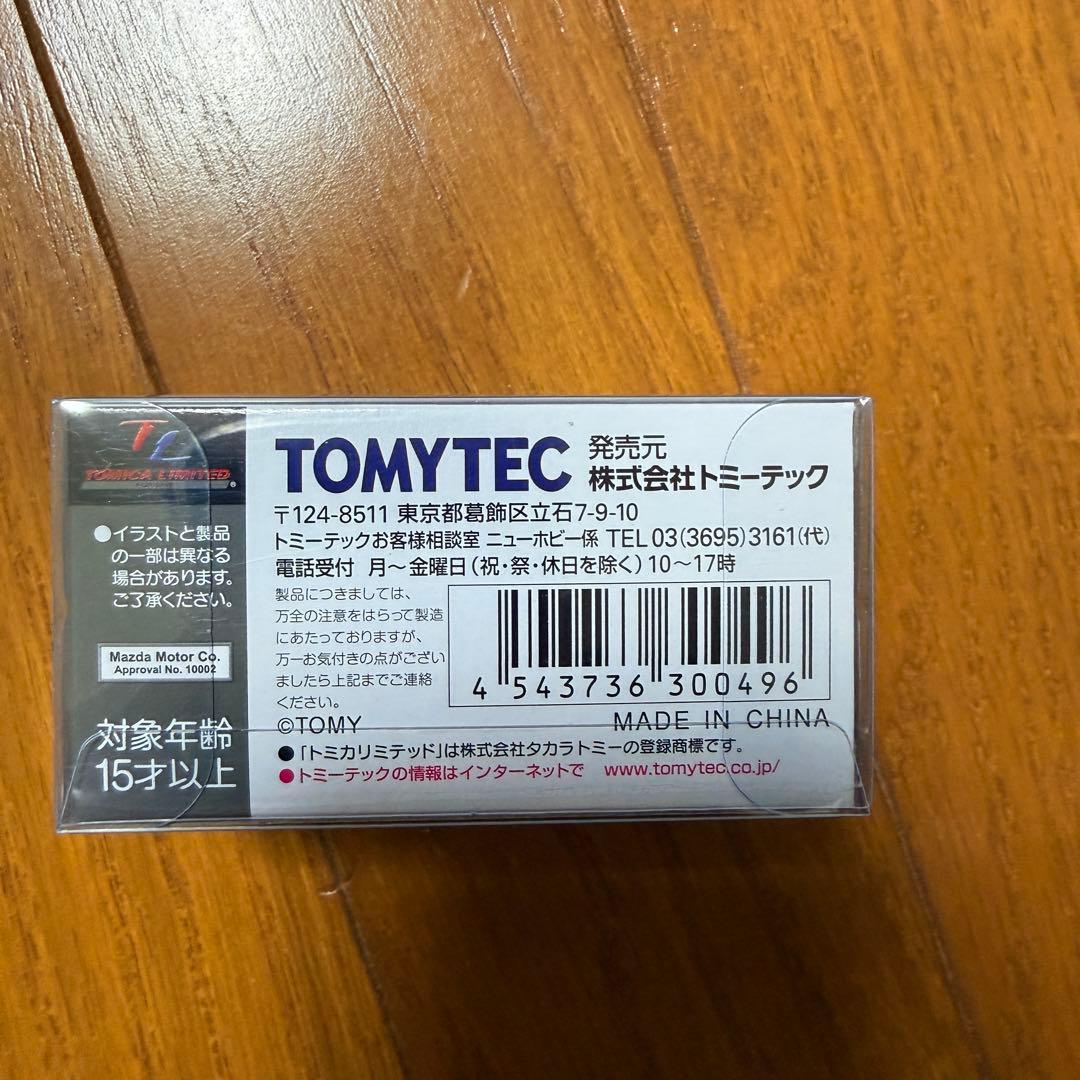 TOMICA LIMITED
®
●イラストと製品
の一部は異なる
場合があります。
ご了承ください。
Mazda Motor Co.
Approval No. 10002
対象年齢
15才以上
TOMYTEC
発売元
株式会社トミーテック
〒124-8511 東京都葛飾区立石7-9-10
トミーテックお客様相談室 ニューホビー係 TEL 03(3695)3161(代)
電話受付 月〜金曜日(祝・祭・休日を除く)10〜17時
製品につきましては、
万全の注意をはらって製造
にあたっておりますが、
万一お気付きの点がござい
ましたら上記までご連絡
ください。
4 543736 300496
©TOMY
MADE IN CHINA
●「トミカリミテッド」は株式会社タカラトミーの登録商標です。
●トミーテックの情報はインターネットで www.tomytec.co.jp/